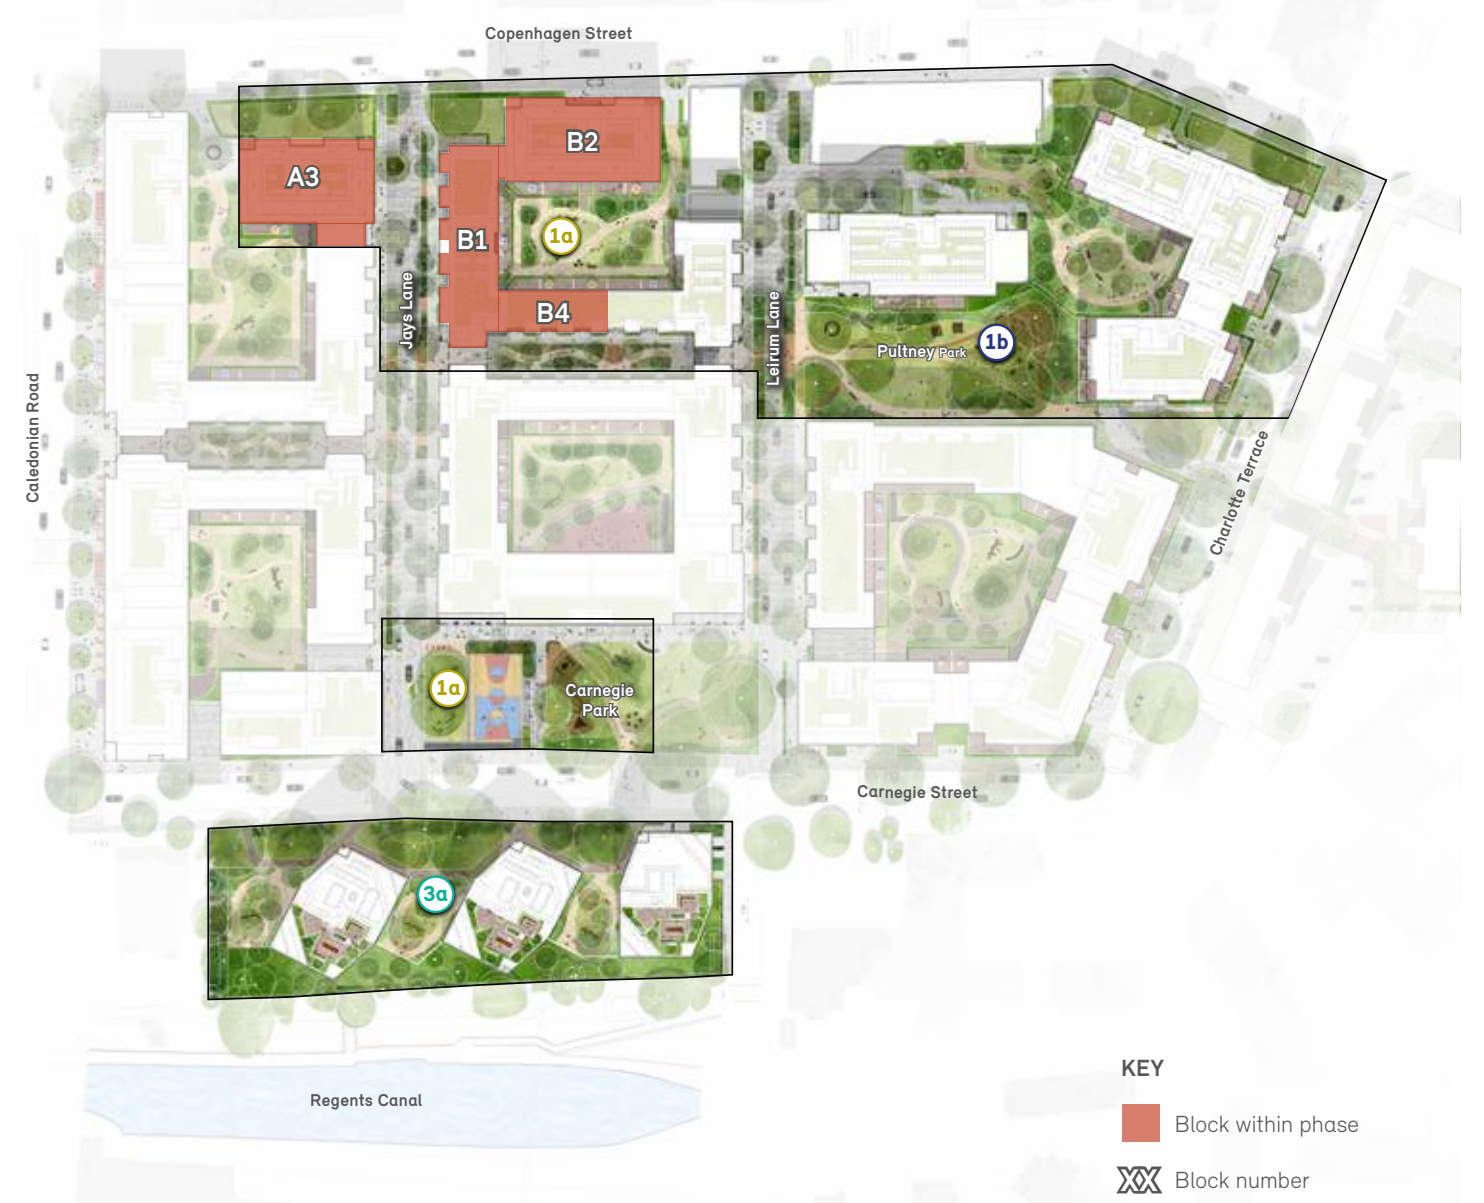 Copenhagen Street
B2
A3
B1
1a
B4
Jays Lane
Leirum Lane
Pultney Park
1b
Caledonian Road
Charlotte Terrace
1a
Carnegie
Park
Carnegie Street
3a
Regents Canal
KEY
Block within phase
XX Block number